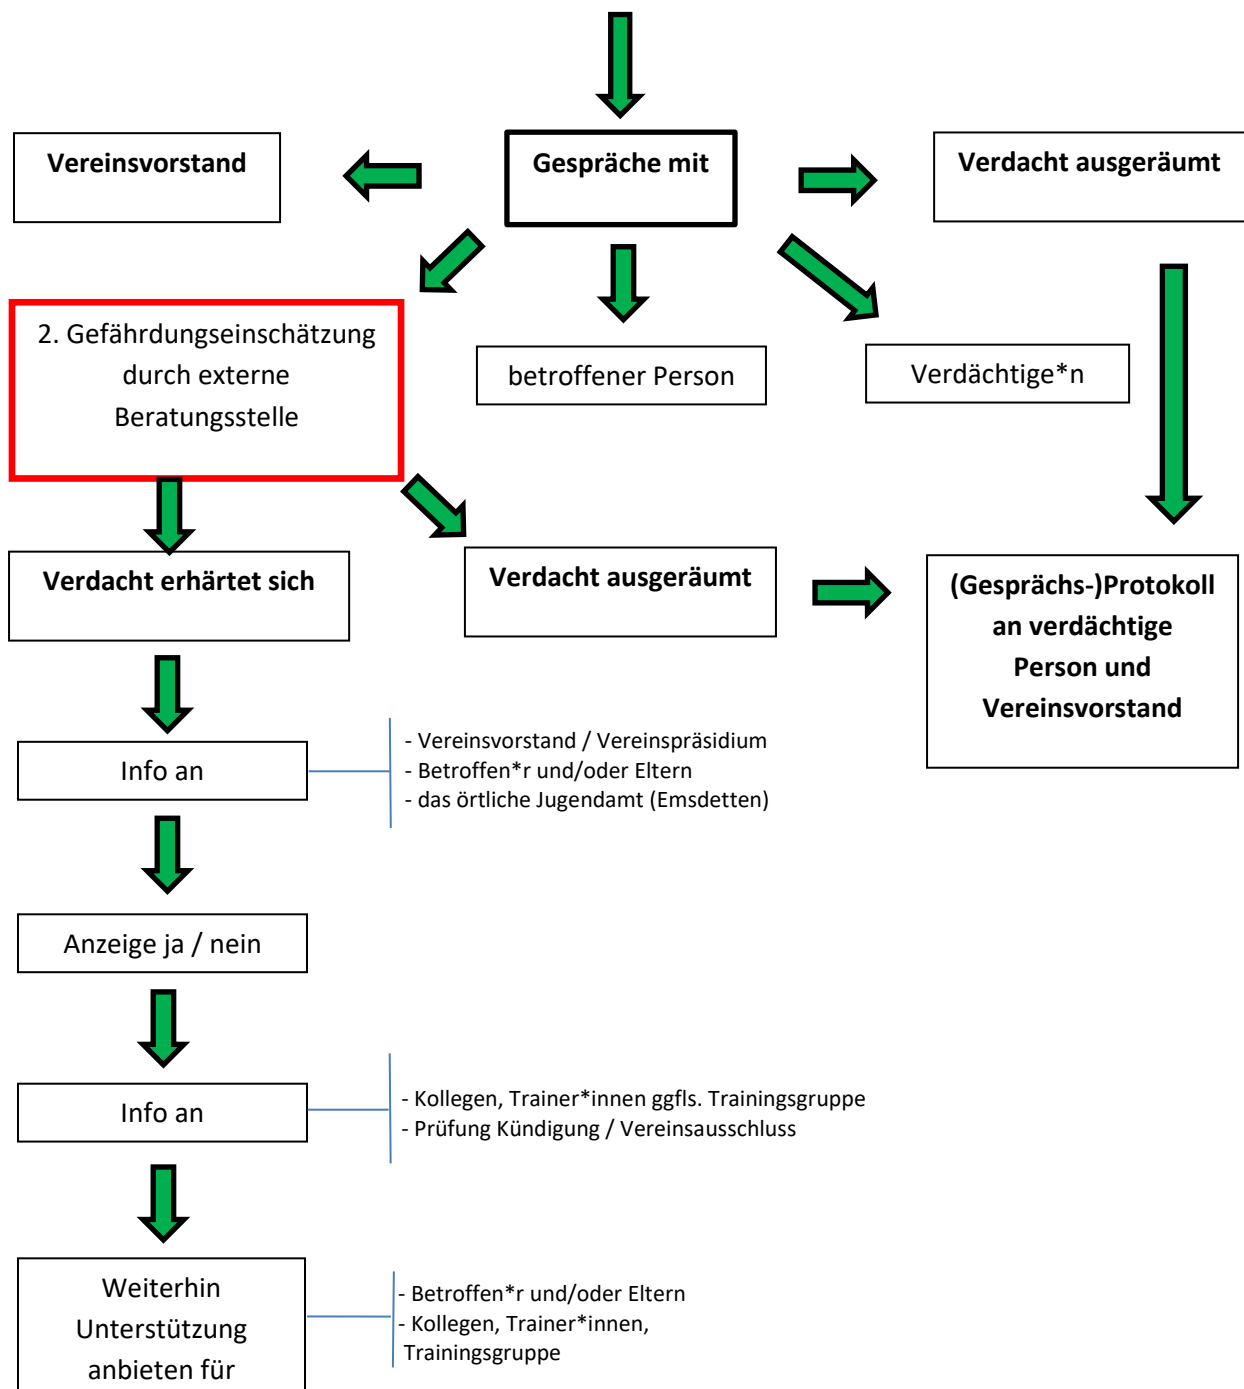 Vereinsvorstand
Gespräche mit
Verdacht ausgeräumt
2. Gefährdungseinschätzung
durch externe
Beratungsstelle
betroffener Person
Verdächtige*n
Verdacht erhärtet sich
Verdacht ausgeräumt
(Gesprächs-)Protokoll
an verdächtige
Person und
Vereinsvorstand
Info an
- Vereinsvorstand / Vereinspräsidium
- Betroffen*r und/oder Eltern
- das örtliche Jugendamt (Emsdetten)
Anzeige ja / nein
Info an
- Kollegen, Trainer*innen ggfls. Trainingsgruppe
- Prüfung Kündigung / Vereinsausschluss
Weiterhin
Unterstützung
anbieten für
- Betroffen*r und/oder Eltern
- Kollegen, Trainer*innen,
Trainingsgruppe